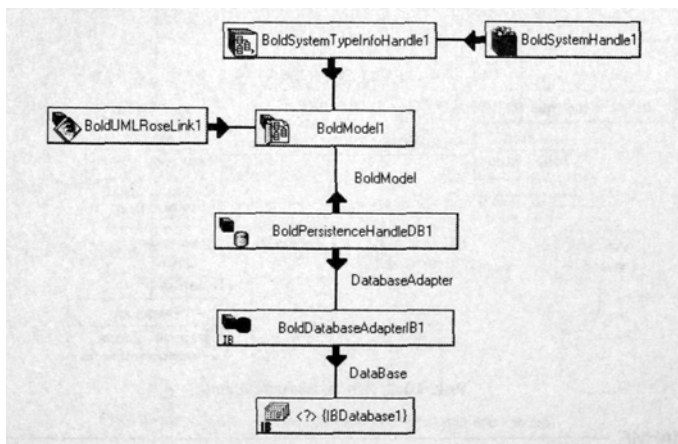 BoldSystemTypeInfoHandle1
BoldSystemHandle1
BoldUMLRoseLink1
BoldModel1
BoldModel
BoldPersistenceHandleDB1
DatabaseAdapter
BoldDatabaseAdapterIB1
IB
DataBase
<?> {IBDatabase1}
IB